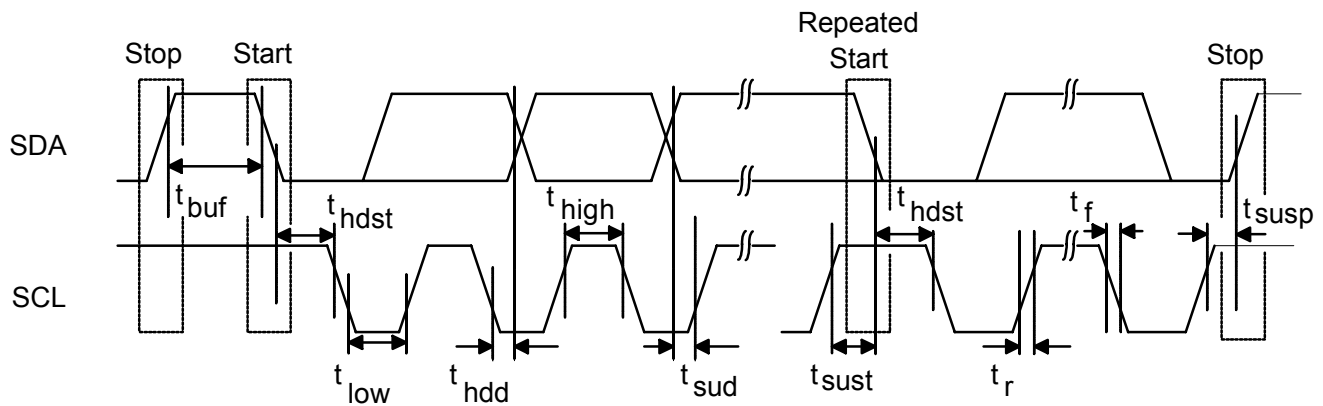 Repeated
Stop Start Start Stop
SDA
t buf t hdst t high t hdst t f t susp
SCL
t low t hdd t sud t sust t r